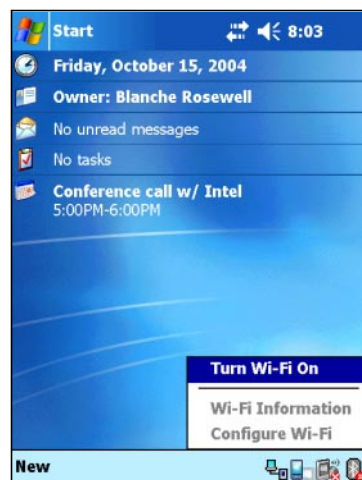 Start 8:03
Friday, October 15, 2004
Owner: Blanche Rosewell
No unread messages
No tasks
Conference call w/ Intel
5:00PM-6:00PM
Turn Wi-Fi On
Wi-Fi Information
Configure Wi-Fi
New